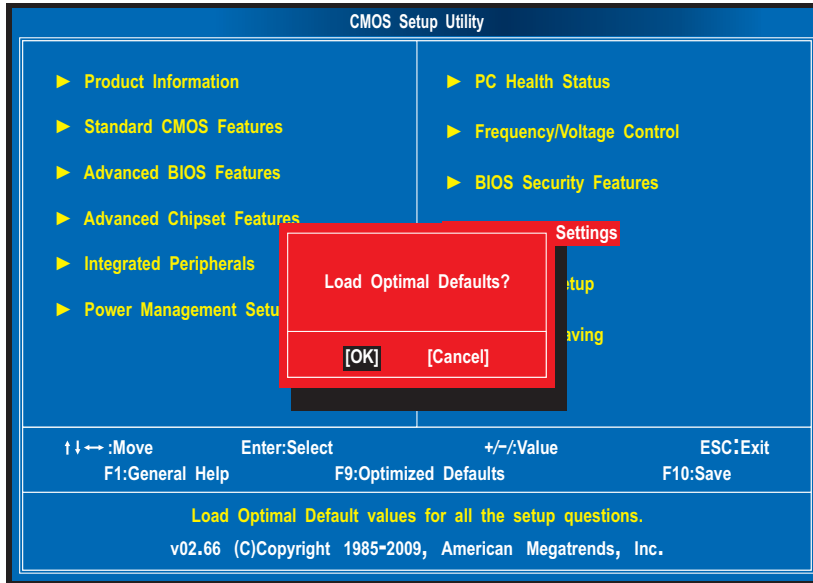 CMOS Setup Utility
► Product Information
► Standard CMOS Features
► Advanced BIOS Features
► Advanced Chipset Features
► Integrated Peripherals
► Power Management Setu
► PC Health Status
► Frequency/Voltage Control
► BIOS Security Features
Settings
etup
aving
Load Optimal Defaults?
[OK] [Cancel]
↑↓←→:Move Enter:Select +/-/:Value ESC:Exit
F1:General Help F9:Optimized Defaults F10:Save
Load Optimal Default values for all the setup questions.
v02.66 (C)Copyright 1985-2009, American Megatrends, Inc.